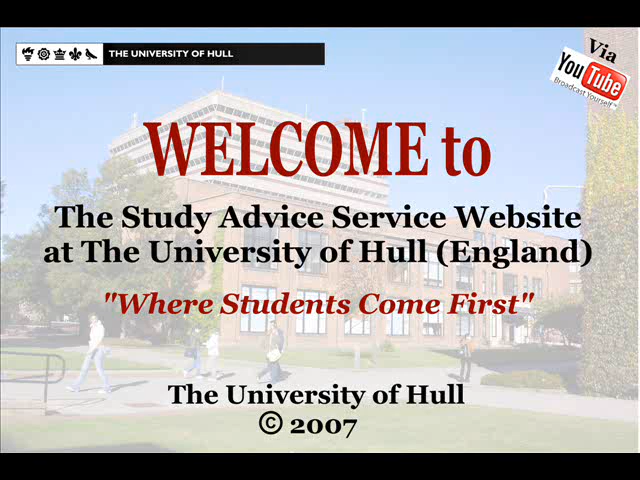 THE UNIVERSITY OF HULL
Via
YouTube
Broadcast Yourself™
WELCOME to
The Study Advice Service Website
at The University of Hull (England)
"Where Students Come First"
The University of Hull
© 2007